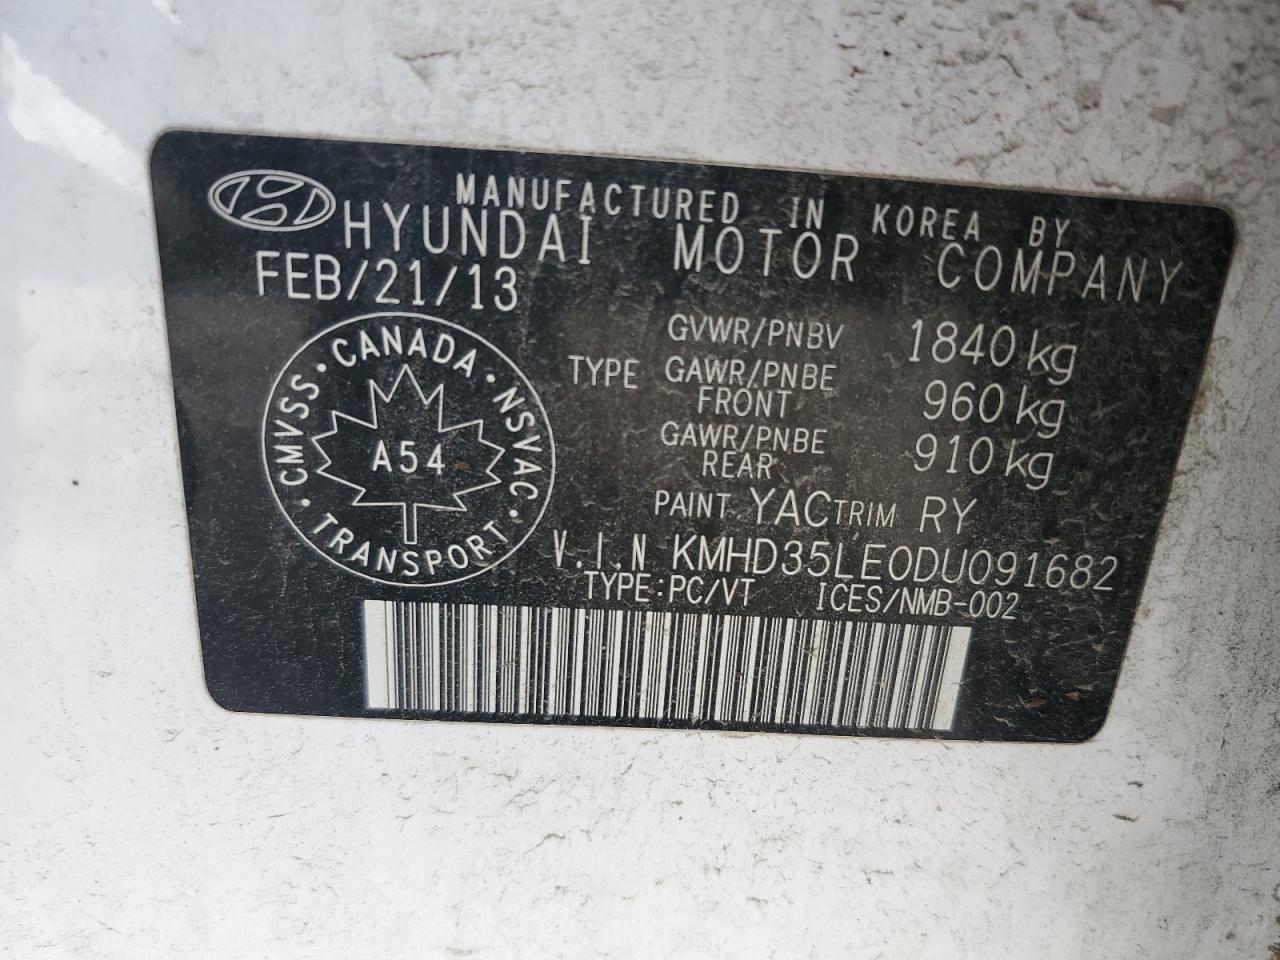 MANUFACTURED IN KOREA BY
HYUNDAI MOTOR COMPANY
FEB/21/13
CMVSS · CANADA · NSVAC · TRANSPORT ·
A54
GVWR/PNBV 1840 kg
TYPE GAWR/PNBE FRONT 960 kg
GAWR/PNBE REAR 910 kg
PAINT YAC TRIM RY
V.I.N KMHD35LE0DU091682
TYPE:PC/VT ICES/NMB-002